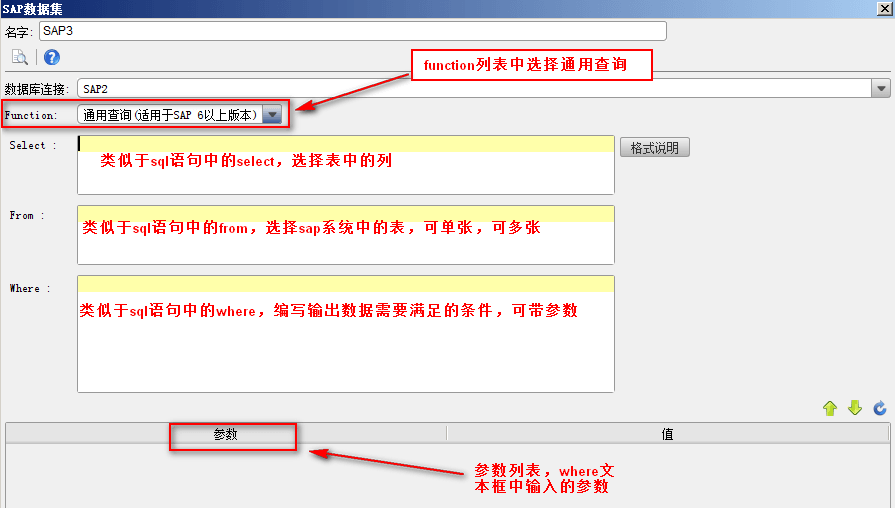 SAP数据集
名字: SAP3
function列表中选择通用查询
数据库连接: SAP2
Function: 通用查询(适用于SAP 6以上版本)
Select :
类似于sql语句中的select，选择表中的列
格式说明
From :
类似于sql语句中的from，选择sap系统中的表，可单张，可多张
Where :
类似于sql语句中的where，编写输出数据需要满足的条件，可带参数
参数 值
参数列表，where文
本框中输入的参数